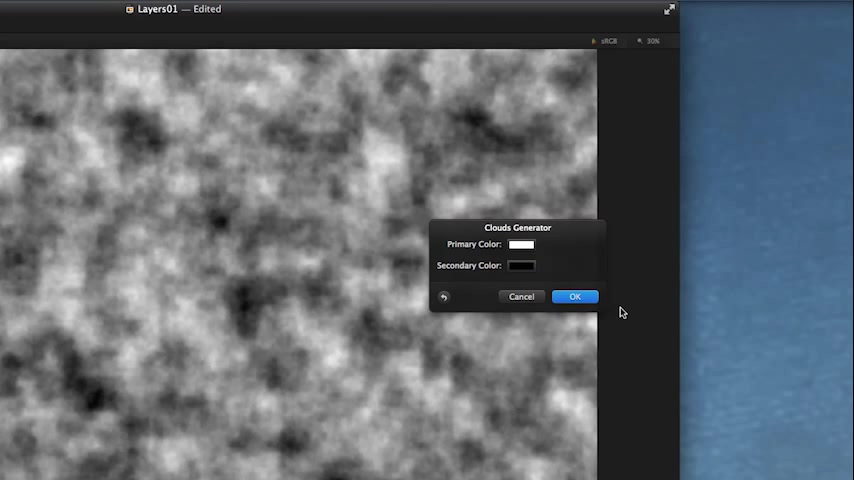 Layers01 — Edited
sRGB 30%
Clouds Generator
Primary Color:
Secondary Color:
Cancel OK